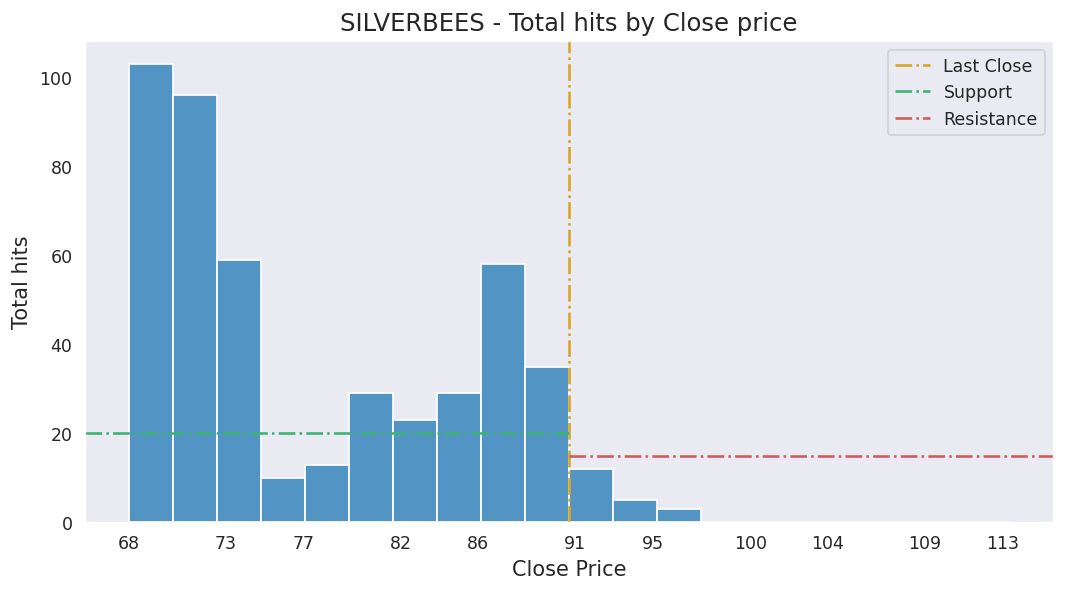 SILVERBEES - Total hits by Close price
Last Close
Support
Resistance
Total hits
100
80
60
40
20
0
68 73 77 82 86 91 95 100 104 109 113
Close Price